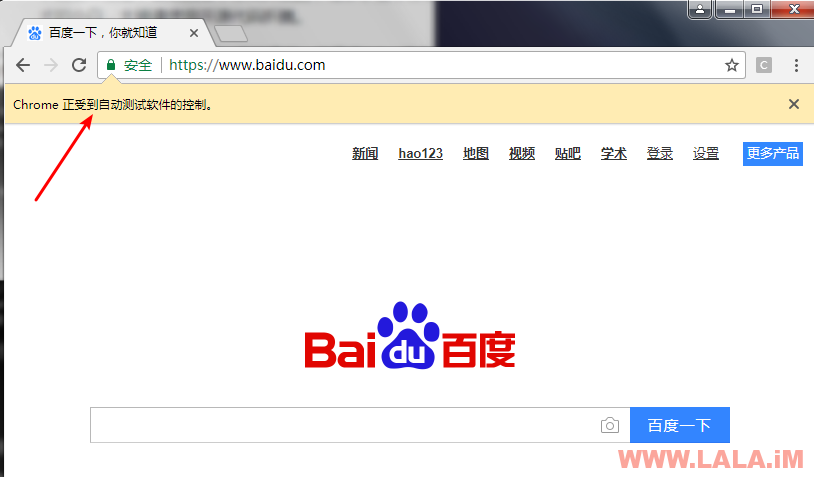 百度一下，你就知道
安全 https://www.baidu.com
C
Chrome 正受到自动测试软件的控制。
新闻 hao123 地图 视频 贴吧 学术 登录 设置 更多产品
Bai du 百度
百度一下
WWW.LALA.iM